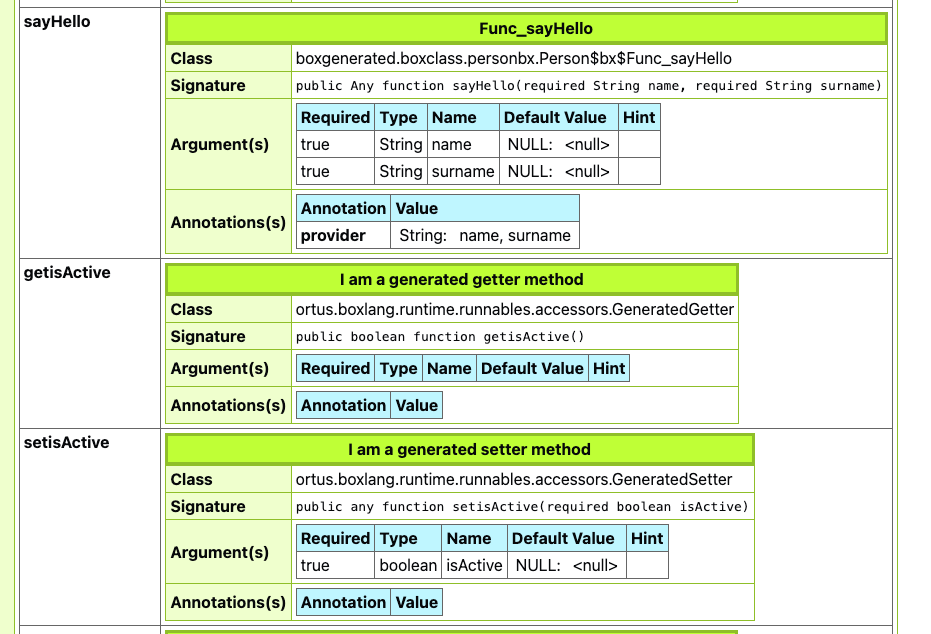 sayHello
Func_sayHello
Class boxgenerated.boxclass.personbx.Person$bx$Func_sayHello
Signature public Any function sayHello(required String name, required String surname)
Argument(s)
Required Type Name Default Value Hint
true String name NULL: <null>
true String surname NULL: <null>
Annotations(s)
Annotation Value
provider String: name, surname
getisActive
I am a generated getter method
Class ortus.boxlang.runtime.runnables.accessors.GeneratedGetter
Signature public boolean function getisActive()
Argument(s) Required Type Name Default Value Hint
Annotations(s) Annotation Value
setisActive
I am a generated setter method
Class ortus.boxlang.runtime.runnables.accessors.GeneratedSetter
Signature public any function setisActive(required boolean isActive)
Argument(s)
Required Type Name Default Value Hint
true boolean isActive NULL: <null>
Annotations(s) Annotation Value